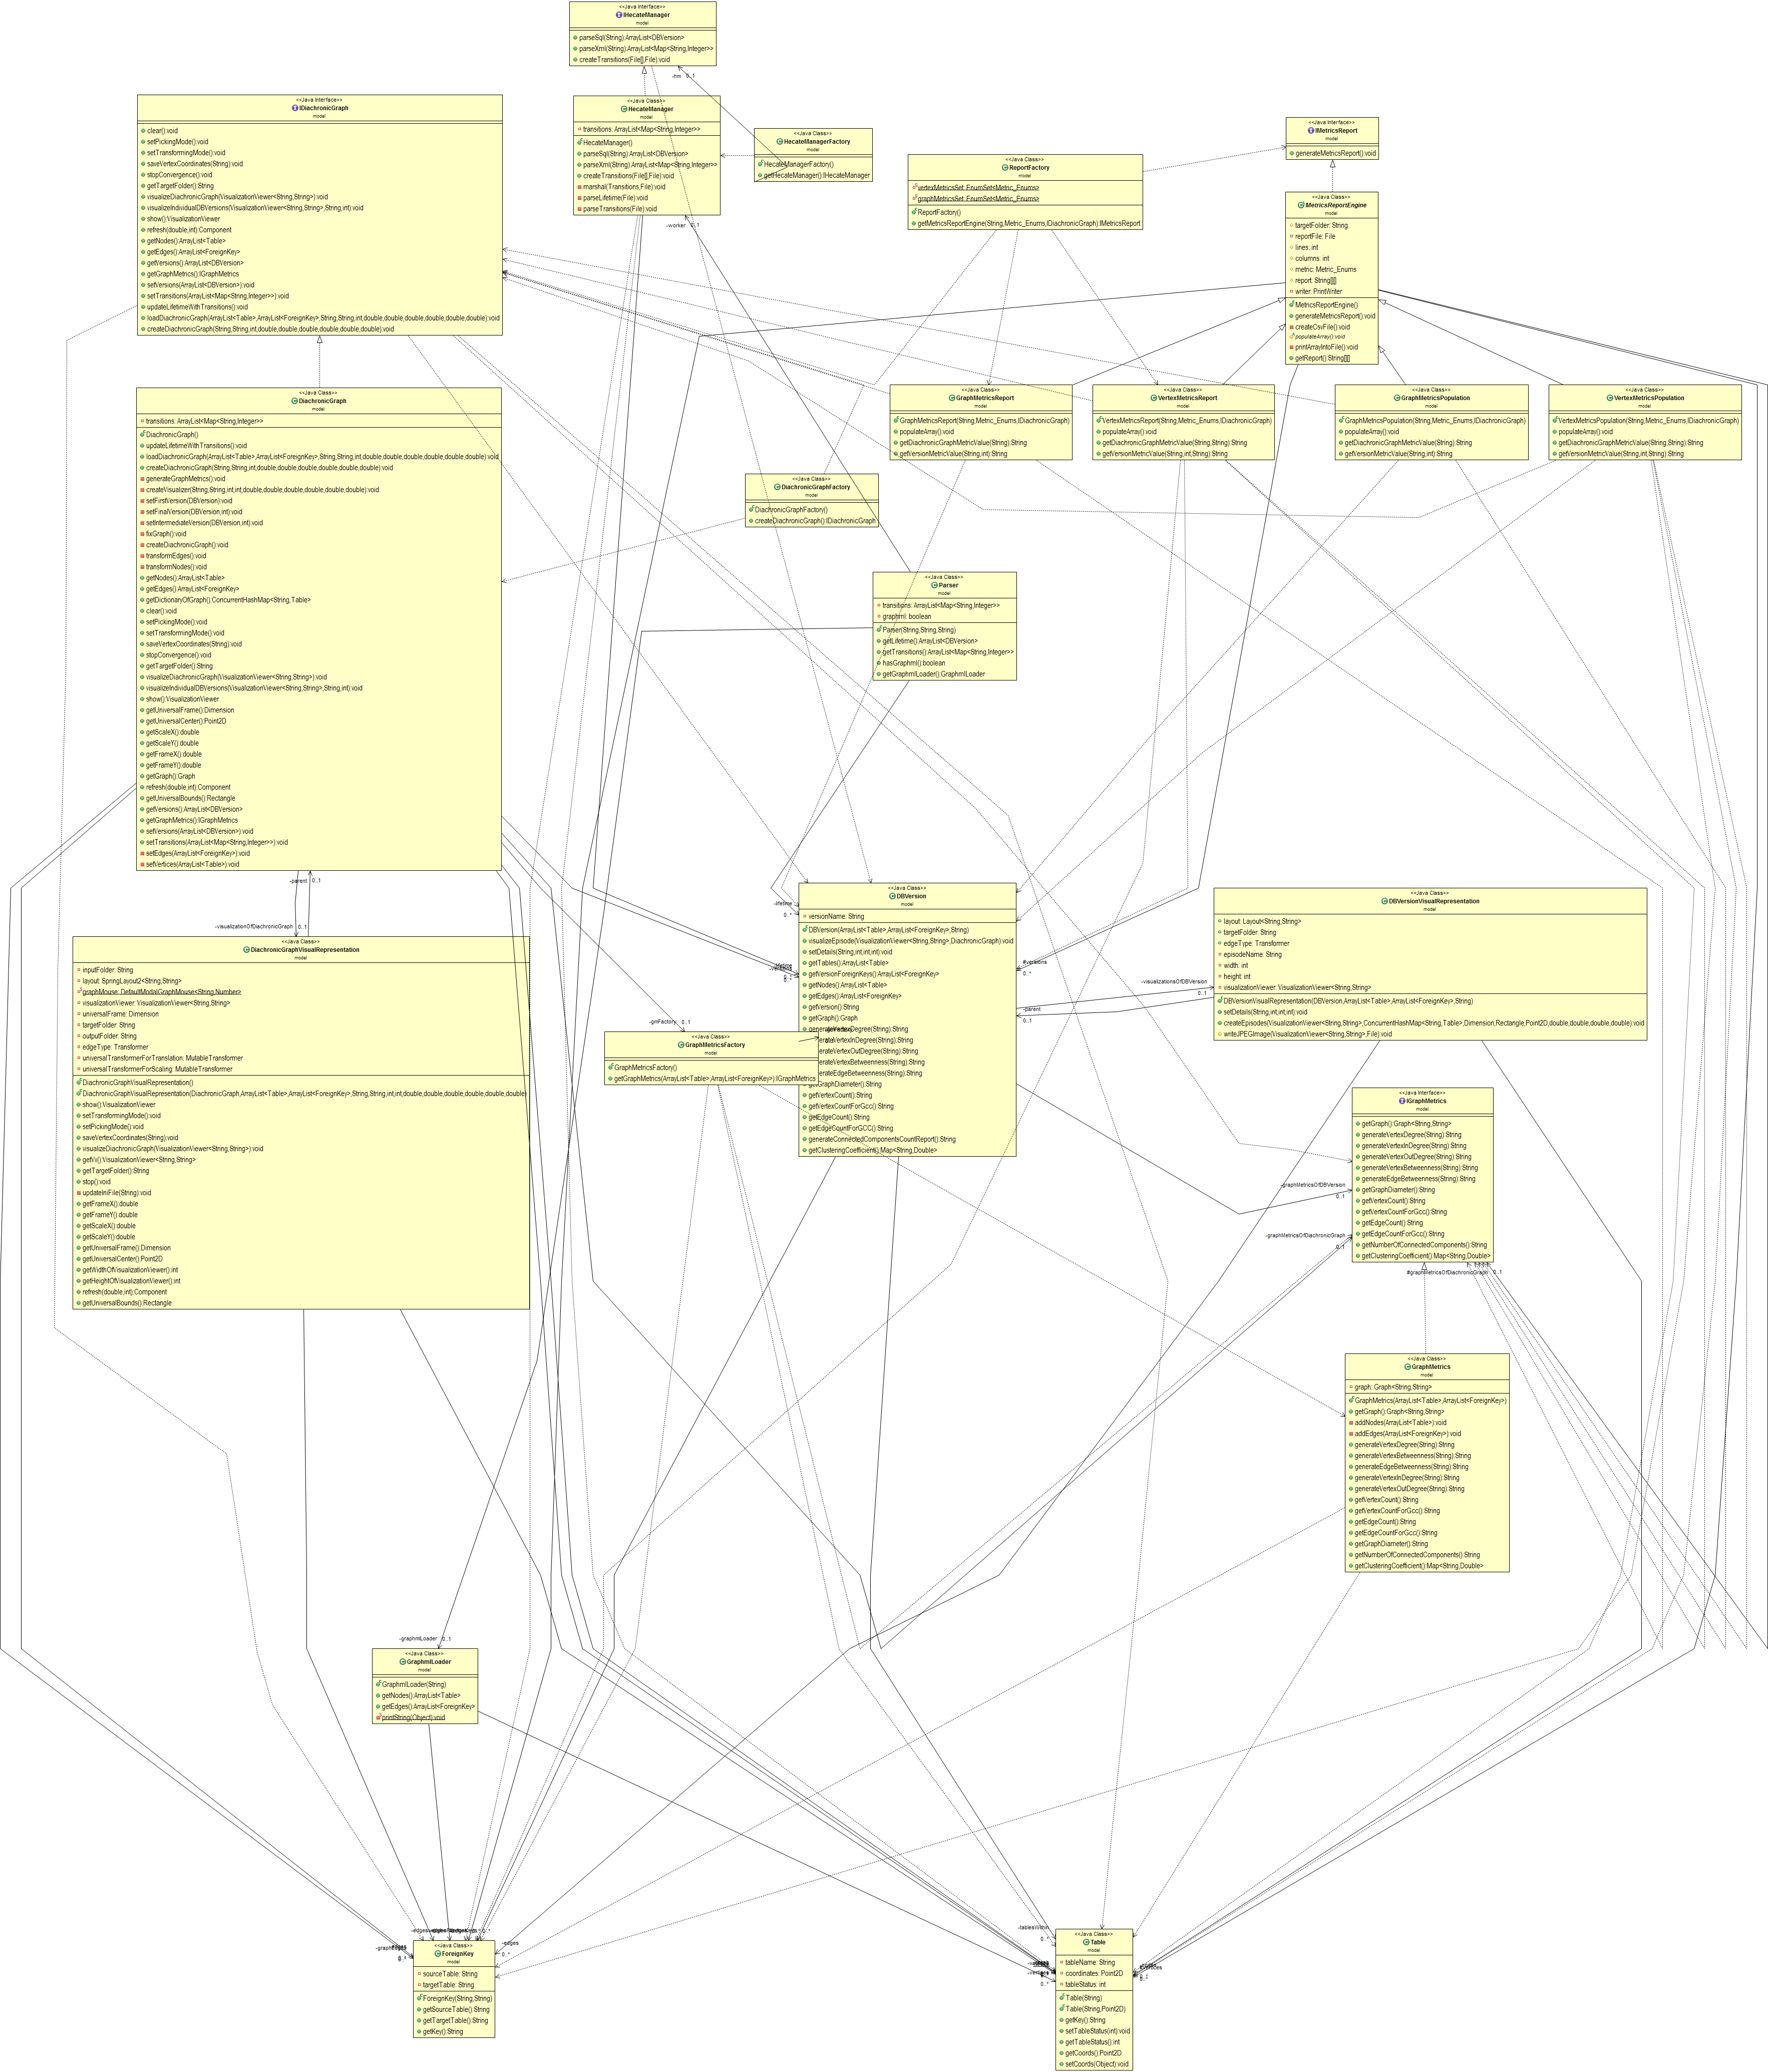 <<Java Interface>>
IHecateManager
model
parseSql(String):ArrayList<DBVersion>
parseXml(String):ArrayList<Map<String,Integer>>
createTransitions(File[],File):void
-hm 0..1
<<Java Interface>>
IDiachronicGraph
model
clear():void
setPickingMode():void
setTransformingMode():void
saveVertexCoordinates(String):void
stopConvergence():void
getTargetFolder():String
visualizeDiachronicGraph(VisualizationViewer<String,String>):void
visualizeIndividualDBVersions(VisualizationViewer<String,String>,String,int):void
show():VisualizationViewer
refresh(double,int):Component
getNodes():ArrayList<Table>
getEdges():ArrayList<ForeignKey>
getVersions():ArrayList<DBVersion>
getGraphMetrics():IGraphMetrics
setVersions(ArrayList<DBVersion>):void
setTransitions(ArrayList<Map<String,Integer>>):void
updateLifetimeWithTransitions():void
loadDiachronicGraph(ArrayList<Table>,ArrayList<ForeignKey>,String,String,int,double,double,double,double,double,double):void
createDiachronicGraph(String,String,int,double,double,double,double,double,double):void
<<Java Class>>
HecateManager
model
transitions: ArrayList<Map<String,Integer>>
HecateManager()
parseSql(String):ArrayList<DBVersion>
parseXml(String):ArrayList<Map<String,Integer>>
createTransitions(File[],File):void
marshal(Transitions,File):void
parseLifetime(File):void
parseTransitions(File):void
-worker 0..1
<<Java Class>>
HecateManagerFactory
model
HecateManagerFactory()
getHecateManager():IHecateManager
<<Java Class>>
ReportFactory
model
vertexMetricsSet: EnumSet<Metric_Enums>
graphMetricsSet: EnumSet<Metric_Enums>
ReportFactory()
getMetricsReportEngine(String,Metric_Enums,IDiachronicGraph):IMetricsReport
<<Java Interface>>
IMetricsReport
model
generateMetricsReport():void
<<Java Class>>
MetricsReportEngine
model
targetFolder: String
reportFile: File
lines: int
columns: int
metric: Metric_Enums
report: String[][]
writer: PrintWriter
MetricsReportEngine()
generateMetricsReport():void
createCsvFile():void
populateArray():void
printArrayIntoFile():void
getReport():String[][]
<<Java Class>>
DiachronicGraph
model
transitions: ArrayList<Map<String,Integer>>
DiachronicGraph()
updateLifetimeWithTransitions():void
loadDiachronicGraph(ArrayList<Table>,ArrayList<ForeignKey>,String,String,int,double,double,double,double,double,double):void
createDiachronicGraph(String,String,int,double,double,double,double,double,double):void
generateGraphMetrics():void
createVisualizer(String,String,int,int,double,double,double,double,double,double):void
setFirstVersion(DBVersion):void
setFinalVersion(DBVersion,int):void
setIntermediateVersion(DBVersion,int):void
fixGraph():void
createDiachronicGraph():void
transformEdges():void
transformNodes():void
getNodes():ArrayList<Table>
getEdges():ArrayList<ForeignKey>
getDictionaryOfGraph():ConcurrentHashMap<String,Table>
clear():void
setPickingMode():void
setTransformingMode():void
saveVertexCoordinates(String):void
stopConvergence():void
getTargetFolder():String
visualizeDiachronicGraph(VisualizationViewer<String,String>):void
visualizeIndividualDBVersions(VisualizationViewer<String,String>,String,int):void
show():VisualizationViewer
getUniversalFrame():Dimension
getUniversalCenter():Point2D
getScaleX():double
getScaleY():double
getFrameX():double
getFrameY():double
getGraph():Graph
refresh(double,int):Component
getUniversalBounds():Rectangle
getVersions():ArrayList<DBVersion>
getGraphMetrics():IGraphMetrics
setVersions(ArrayList<DBVersion>):void
setTransitions(ArrayList<Map<String,Integer>>):void
setEdges(ArrayList<ForeignKey>):void
setVertices(ArrayList<Table>):void
<<Java Class>>
GraphMetricsReport
model
GraphMetricsReport(String,Metric_Enums,IDiachronicGraph)
populateArray():void
getDiachronicGraphMetricValue(String):String
getVersionMetricValue(String,int):String
<<Java Class>>
VertexMetricsReport
model
VertexMetricsReport(String,Metric_Enums,IDiachronicGraph)
populateArray():void
getDiachronicGraphMetricValue(String,String):String
getVersionMetricValue(String,int,String):String
<<Java Class>>
GraphMetricsPopulation
model
GraphMetricsPopulation(String,Metric_Enums,IDiachronicGraph)
populateArray():void
getDiachronicGraphMetricValue(String):String
getVersionMetricValue(String,int):String
<<Java Class>>
VertexMetricsPopulation
model
VertexMetricsPopulation(String,Metric_Enums,IDiachronicGraph)
populateArray():void
getDiachronicGraphMetricValue(String,String):String
getVersionMetricValue(String,int,String):String
<<Java Class>>
DiachronicGraphFactory
model
DiachronicGraphFactory()
createDiachronicGraph():IDiachronicGraph
<<Java Class>>
Parser
model
transitions: ArrayList<Map<String,Integer>>
graphml: boolean
Parser(String,String,String)
getLifetime():ArrayList<DBVersion>
getTransitions():ArrayList<Map<String,Integer>>
hasGraphml():boolean
getGraphmlLoader():GraphmlLoader
-parent 0..1
-visualizationOfDiachronicGraph 0..1
<<Java Class>>
DiachronicGraphVisualRepresentation
model
inputFolder: String
layout: SpringLayout2<String,String>
graphMouse: DefaultModalGraphMouse<String,Number>
visualizationViewer: VisualizationViewer<String,String>
universalFrame: Dimension
targetFolder: String
outputFolder: String
edgeType: Transformer
universalTransformerForTranslation: MutableTransformer
universalTransformerForScaling: MutableTransformer
DiachronicGraphVisualRepresentation()
DiachronicGraphVisualRepresentation(DiachronicGraph,ArrayList<Table>,ArrayList<ForeignKey>,String,String,int,int,double,double,double,double,double,double)
show():VisualizationViewer
setTransformingMode():void
setPickingMode():void
saveVertexCoordinates(String):void
visualizeDiachronicGraph(VisualizationViewer<String,String>):void
getVv():VisualizationViewer<String,String>
getTargetFolder():String
stop():void
updateIniFile(String):void
getFrameX():double
getFrameY():double
getScaleX():double
getScaleY():double
getUniversalFrame():Dimension
getUniversalCenter():Point2D
getWidthOfVisualizationViewer():int
getHeightOfVisualizationViewer():int
refresh(double,int):Component
getUniversalBounds():Rectangle
-lifetime
0..*
<<Java Class>>
DBVersion
model
versionName: String
DBVersion(ArrayList<Table>,ArrayList<ForeignKey>,String)
visualizeEpisode(VisualizationViewer<String,String>,DiachronicGraph):void
setDetails(String,int,int,int):void
getTables():ArrayList<Table>
getVersionForeignKeys():ArrayList<ForeignKey>
getNodes():ArrayList<Table>
getEdges():ArrayList<ForeignKey>
getVersion():String
getGraph():Graph
generateVertexDegree(String):String
erateVertexInDegree(String):String
erateVertexOutDegree(String):String
erateVertexBetweenness(String):String
erateEdgeBetweenness(String):String
getGraphDiameter():String
getVertexCount():String
getVertexCountForGcc():String
getEdgeCount():String
getEdgeCountForGCC():String
generateConnectedComponentsCountReport():String
getClusteringCoefficient():Map<String,Double>
#versions
0..*
-gmFactory 0..1
<<Java Class>>
GraphMetricsFactory
model
GraphMetricsFactory()
getGraphMetrics(ArrayList<Table>,ArrayList<ForeignKey>):IGraphMetrics
-visualizationsOfDBVersion
0..1
-parent
0..1
<<Java Class>>
DBVersionVisualRepresentation
model
layout: Layout<String,String>
targetFolder: String
edgeType: Transformer
episodeName: String
width: int
height: int
visualizationViewer: VisualizationViewer<String,String>
DBVersionVisualRepresentation(DBVersion,ArrayList<Table>,ArrayList<ForeignKey>,String)
setDetails(String,int,int,int):void
createEpisodes(VisualizationViewer<String,String>,ConcurrentHashMap<String,Table>,Dimension,Rectangle,Point2D,double,double,double,double):void
writeJPEGImage(VisualizationViewer<String,String>,File):void
<<Java Interface>>
IGraphMetrics
model
getGraph():Graph<String,String>
generateVertexDegree(String):String
generateVertexInDegree(String):String
generateVertexOutDegree(String):String
generateVertexBetweenness(String):String
generateEdgeBetweenness(String):String
getGraphDiameter():String
getVertexCount():String
getVertexCountForGcc():String
getEdgeCount():String
getEdgeCountForGcc():String
getNumberOfConnectedComponents():String
getClusteringCoefficient():Map<String,Double>
-graphMetricsOfDBVersion
0..1
-graphMetricsOfDiachronicGraph
0..1
#graphMetricsOfDiachronicGraph 0..1
<<Java Class>>
GraphMetrics
model
graph: Graph<String,String>
GraphMetrics(ArrayList<Table>,ArrayList<ForeignKey>)
getGraph():Graph<String,String>
addNodes(ArrayList<Table>):void
addEdges(ArrayList<ForeignKey>):void
generateVertexDegree(String):String
generateVertexBetweenness(String):String
generateEdgeBetweenness(String):String
generateVertexInDegree(String):String
generateVertexOutDegree(String):String
getVertexCount():String
getVertexCountForGcc():String
getEdgeCount():String
getEdgeCountForGcc():String
getGraphDiameter():String
getNumberOfConnectedComponents():String
getClusteringCoefficient():Map<String,Double>
-graphmlLoader 0..1
<<Java Class>>
GraphmlLoader
model
GraphmlLoader(String)
getNodes():ArrayList<Table>
getEdges():ArrayList<ForeignKey>
printString(Object):void
-edges
0..*
<<Java Class>>
ForeignKey
model
sourceTable: String
targetTable: String
ForeignKey(String,String)
getSourceTable():String
getTargetTable():String
getKey():String
-tablesWithin
0..*
<<Java Class>>
Table
model
tableName: String
coordinates: Point2D
tableStatus: int
Table(String)
Table(String,Point2D)
getKey():String
setTableStatus(int):void
getTableStatus():int
getCoords():Point2D
setCoords(Object):void